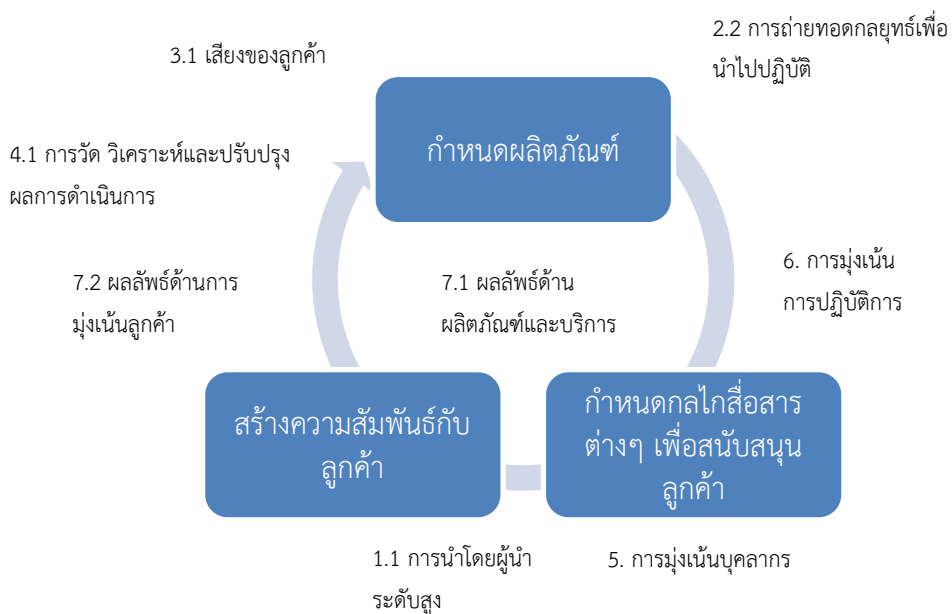 2.2 การถ่ายทอดกลยุทธ์เพื่อ
นำไปปฏิบัติ
3.1 เสียงของลูกค้า
กำหนดผลิตภัณฑ์
4.1 การวัด วิเคราะห์และปรับปรุง
ผลการดำเนินการ
7.2 ผลลัพธ์ด้านการ
มุ่งเน้นลูกค้า
7.1 ผลลัพธ์ด้าน
ผลิตภัณฑ์และบริการ
6. การมุ่งเน้น
การปฏิบัติการ
สร้างความสัมพันธ์กับ
ลูกค้า
กำหนดกลไกสื่อสาร
ต่างๆ เพื่อสนับสนุน
ลูกค้า
1.1 การนำโดยผู้นำ
ระดับสูง
5. การมุ่งเน้นบุคลากร